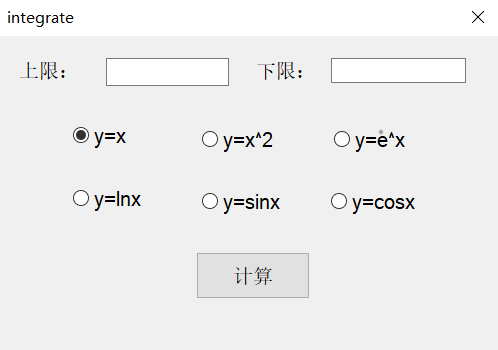 integrate
上限： 下限：
y=x y=x^2 y=e^x
y=lnx y=sinx y=cosx
计算